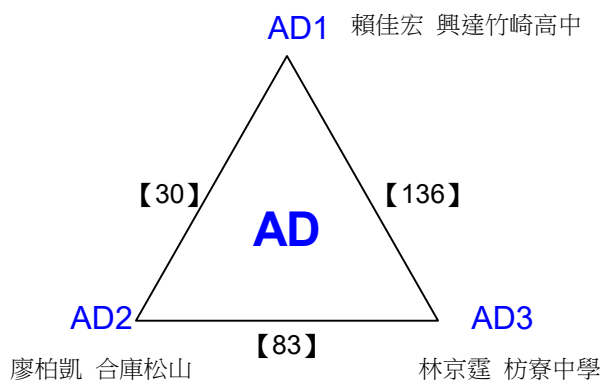 AD1 賴佳宏 興達竹崎高中
【30】 【136】
AD
AD2 AD3
【83】
廖柏凱 合庫松山 林京霆 枋寮中學